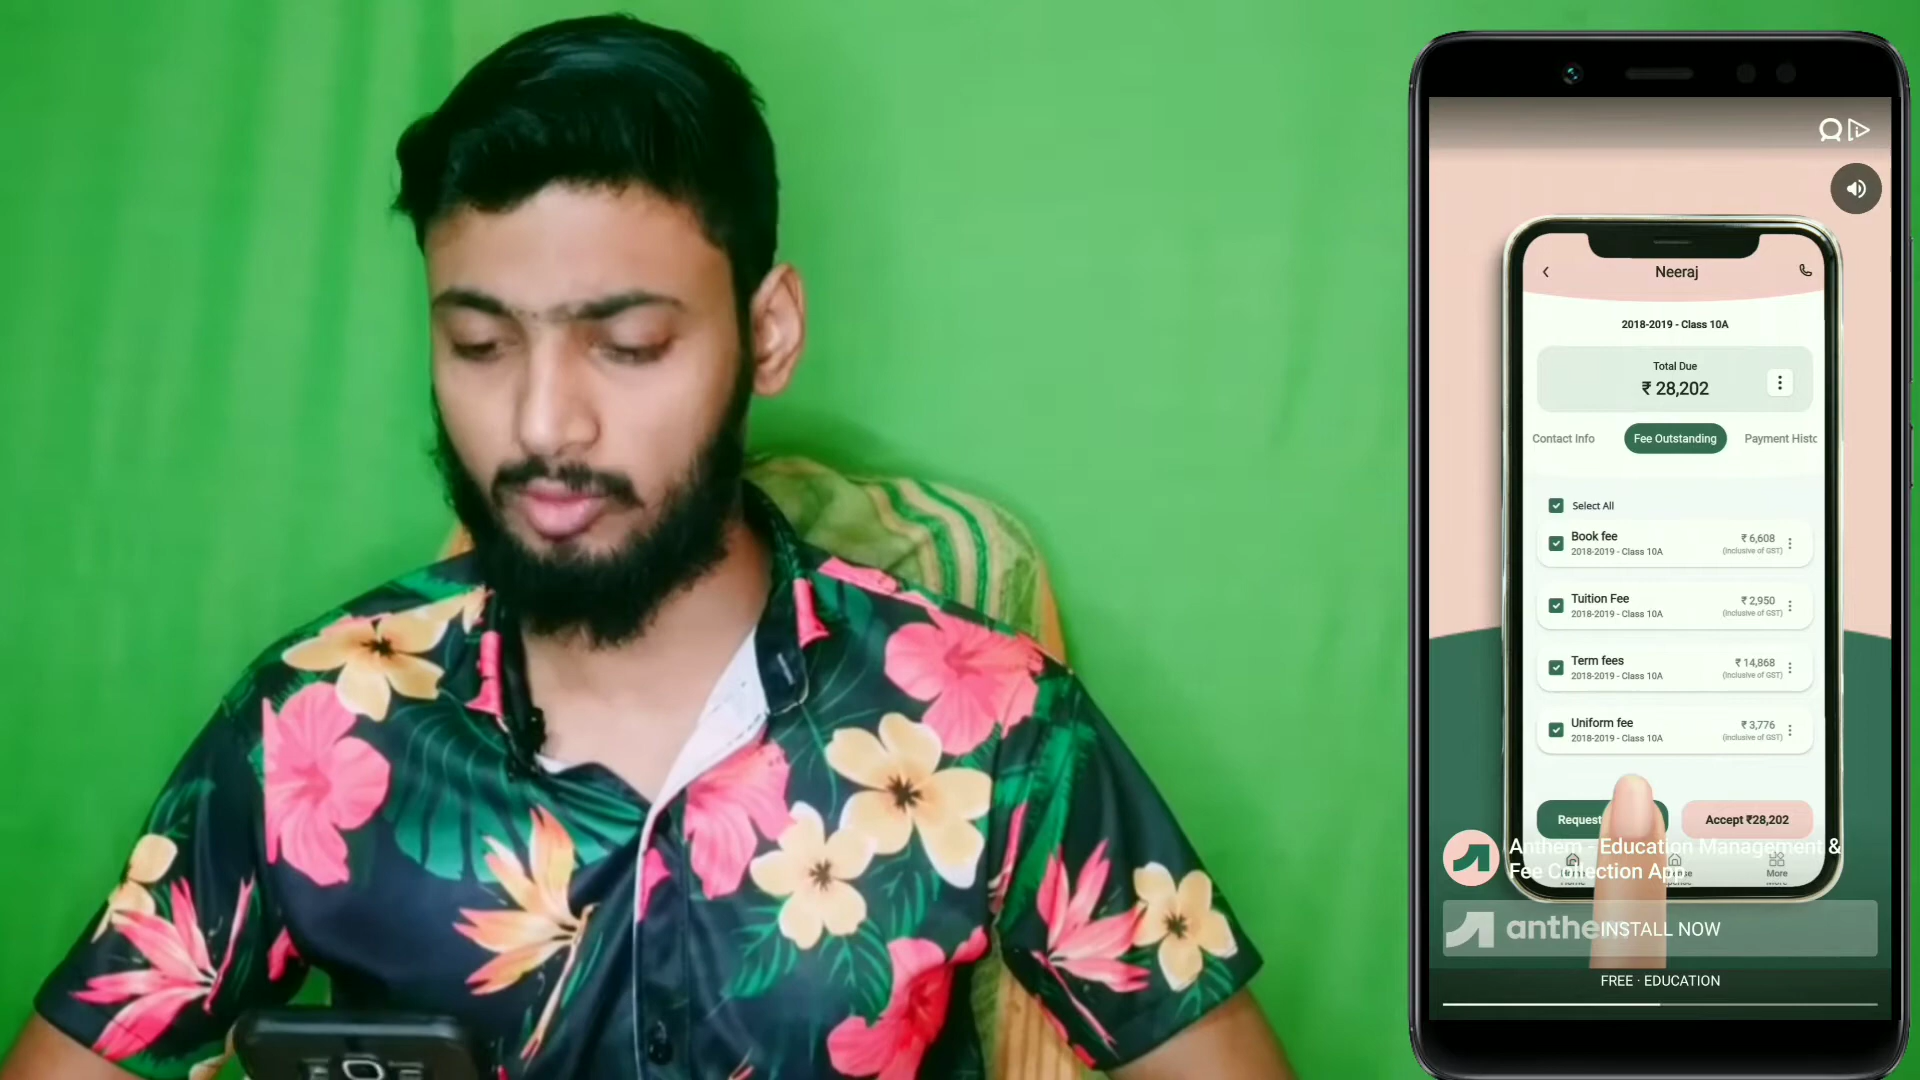 Neeraj
2018-2019 - Class 10A
Total Due
₹ 28,202
Contact Info
Fee Outstanding
Payment Histo
Select All
Book fee
₹ 6,608
2018-2019 - Class 10A
(Inclusive of GST)
Tuition Fee
₹ 2,950
2018-2019 - Class 10A
(Inclusive of GST)
Term fees
₹ 14,868
2018-2019 - Class 10A
(Inclusive of GST)
Uniform fee
₹ 3,776
2018-2019 - Class 10A
(Inclusive of GST)
Request
Accept ₹28,202
Anthem - Education Management &
Fee Collection App
More
anthe
INSTALL NOW
FREE · EDUCATION